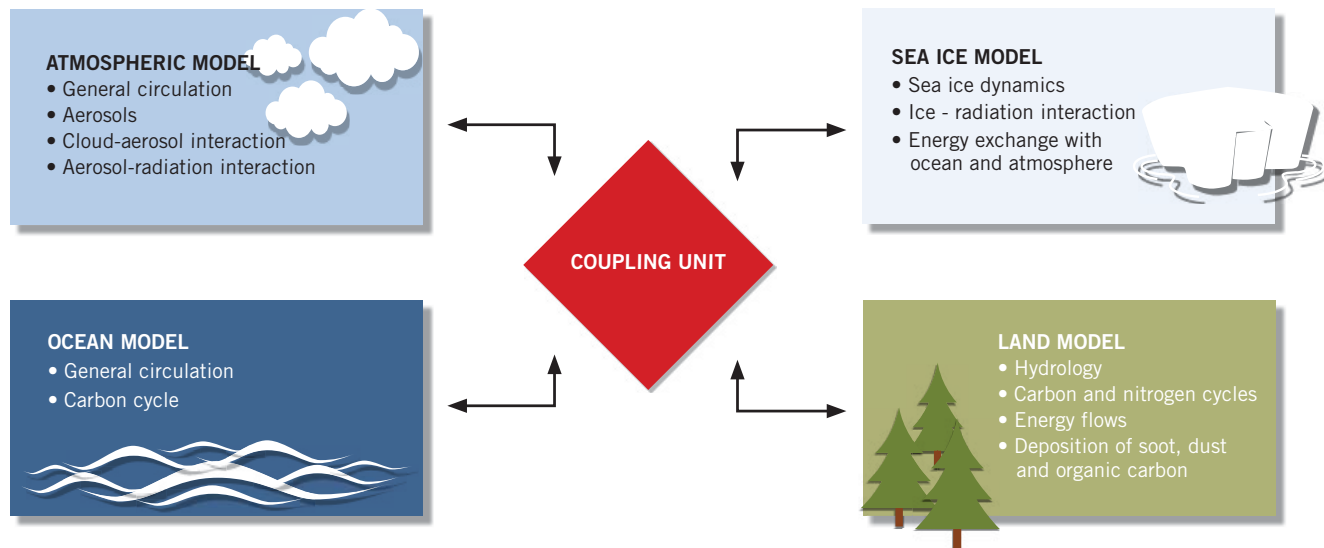 ATMOSPHERIC MODEL
• General circulation
• Aerosols
• Cloud-aerosol interaction
• Aerosol-radiation interaction
SEA ICE MODEL
• Sea ice dynamics
• Ice - radiation interaction
• Energy exchange with
ocean and atmosphere
COUPLING UNIT
OCEAN MODEL
• General circulation
• Carbon cycle
LAND MODEL
• Hydrology
• Carbon and nitrogen cycles
• Energy flows
• Deposition of soot, dust
and organic carbon